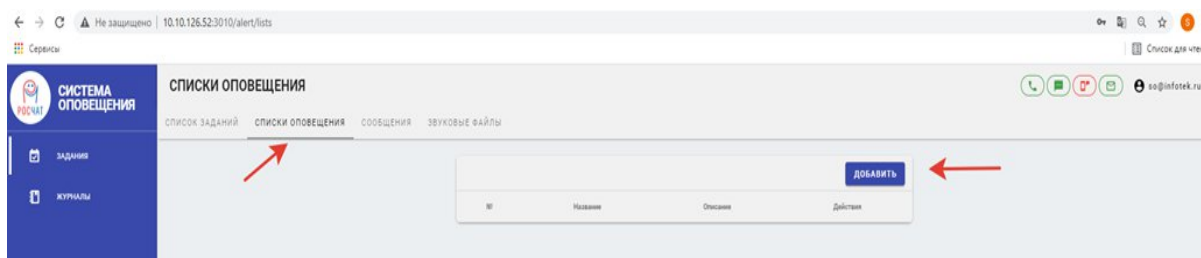 Не защищено | 10.10.126.52:3010/alert/lists
S
Сервисы
Список для чте
РОСЧАТ
СИСТЕМА
ОПОВЕЩЕНИЯ
СПИСКИ ОПОВЕЩЕНИЯ
so@infotek.ru
СПИСОК ЗАДАНИЙ СПИСКИ ОПОВЕЩЕНИЯ СООБЩЕНИЯ ЗВУКОВЫЕ ФАЙЛЫ
ЗАДАНИЯ
ДОБАВИТЬ
ЖУРНАЛЫ
№ Название Описание Действия